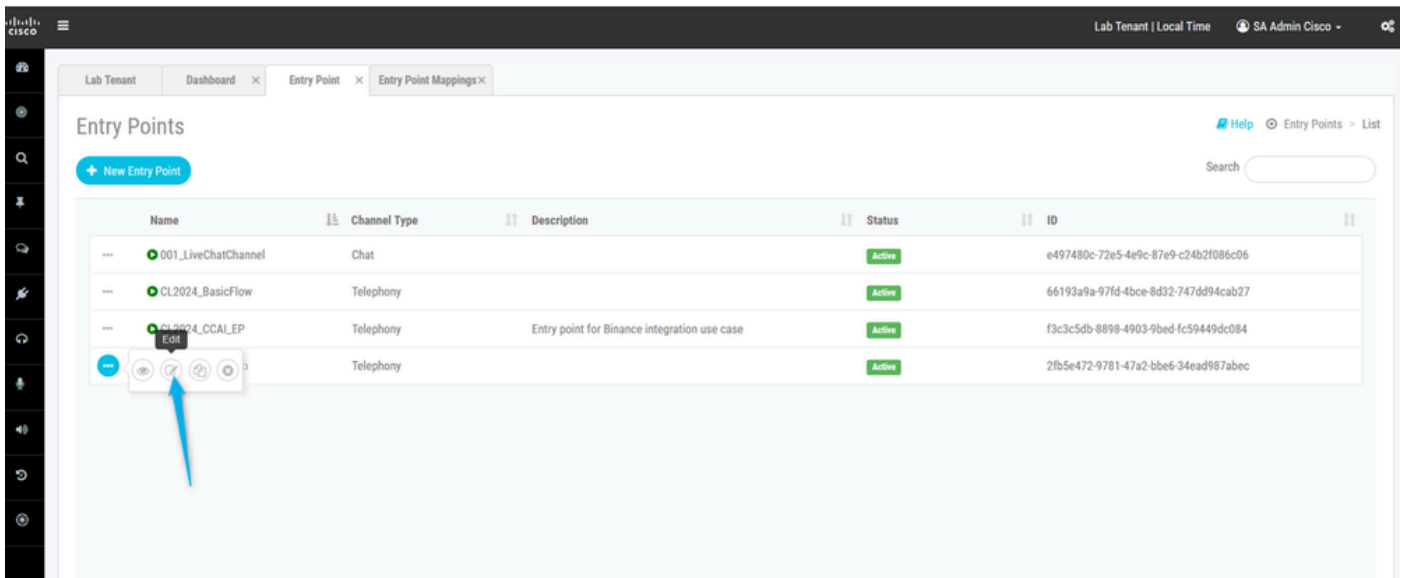 CISCO
Lab Tenant | Local Time SA Admin Cisco
Lab Tenant Dashboard × Entry Point × Entry Point Mappings ×
Entry Points
Help Entry Points > List
+ New Entry Point
Search
Name Channel Type Description Status ID
001_LiveChatChannel Chat Active e497480c-72e5-4e9c-87e9-c24b2f086c06
CL2024_BasicFlow Telephony Active 66193a9a-97fd-4bce-8d32-747dd94cab27
CL2024_CCAI_EP Telephony Entry point for Binance integration use case Active f3c3c5db-8898-4903-9bed-fc59449dc084
Edit
Telephony Active 2fb5e472-9781-47a2-bbe6-34ead987abec